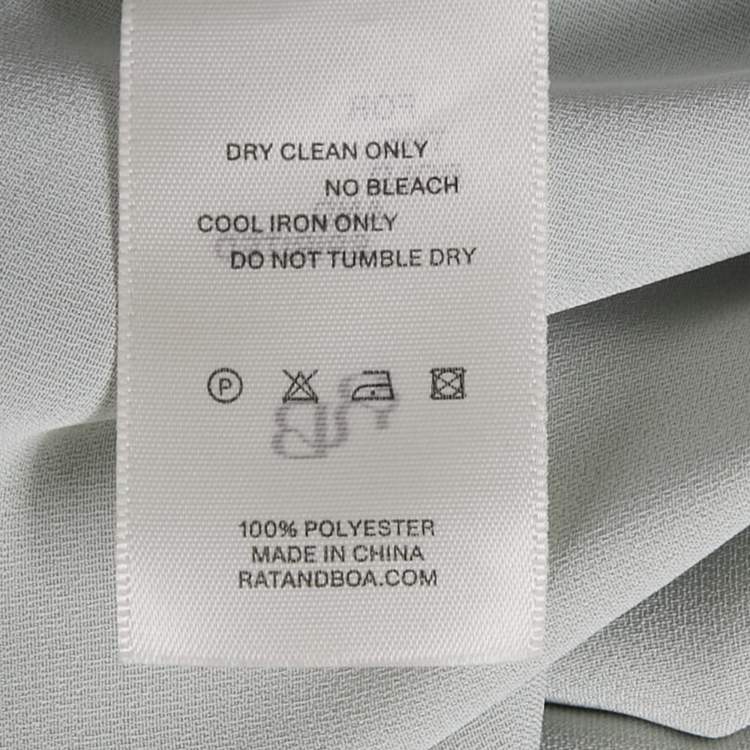 DRY CLEAN ONLY
NO BLEACH
COOL IRON ONLY
DO NOT TUMBLE DRY
P
100% POLYESTER
MADE IN CHINA
RATANDBOA.COM